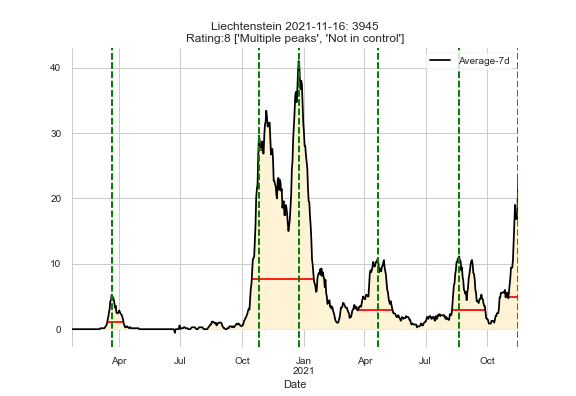 Liechtenstein 2021-11-16: 3945
Rating:8 ['Multiple peaks', 'Not in control']
Average-7d
40
30
20
10
0
Apr Jul Oct Jan Apr Jul Oct
2021
Date